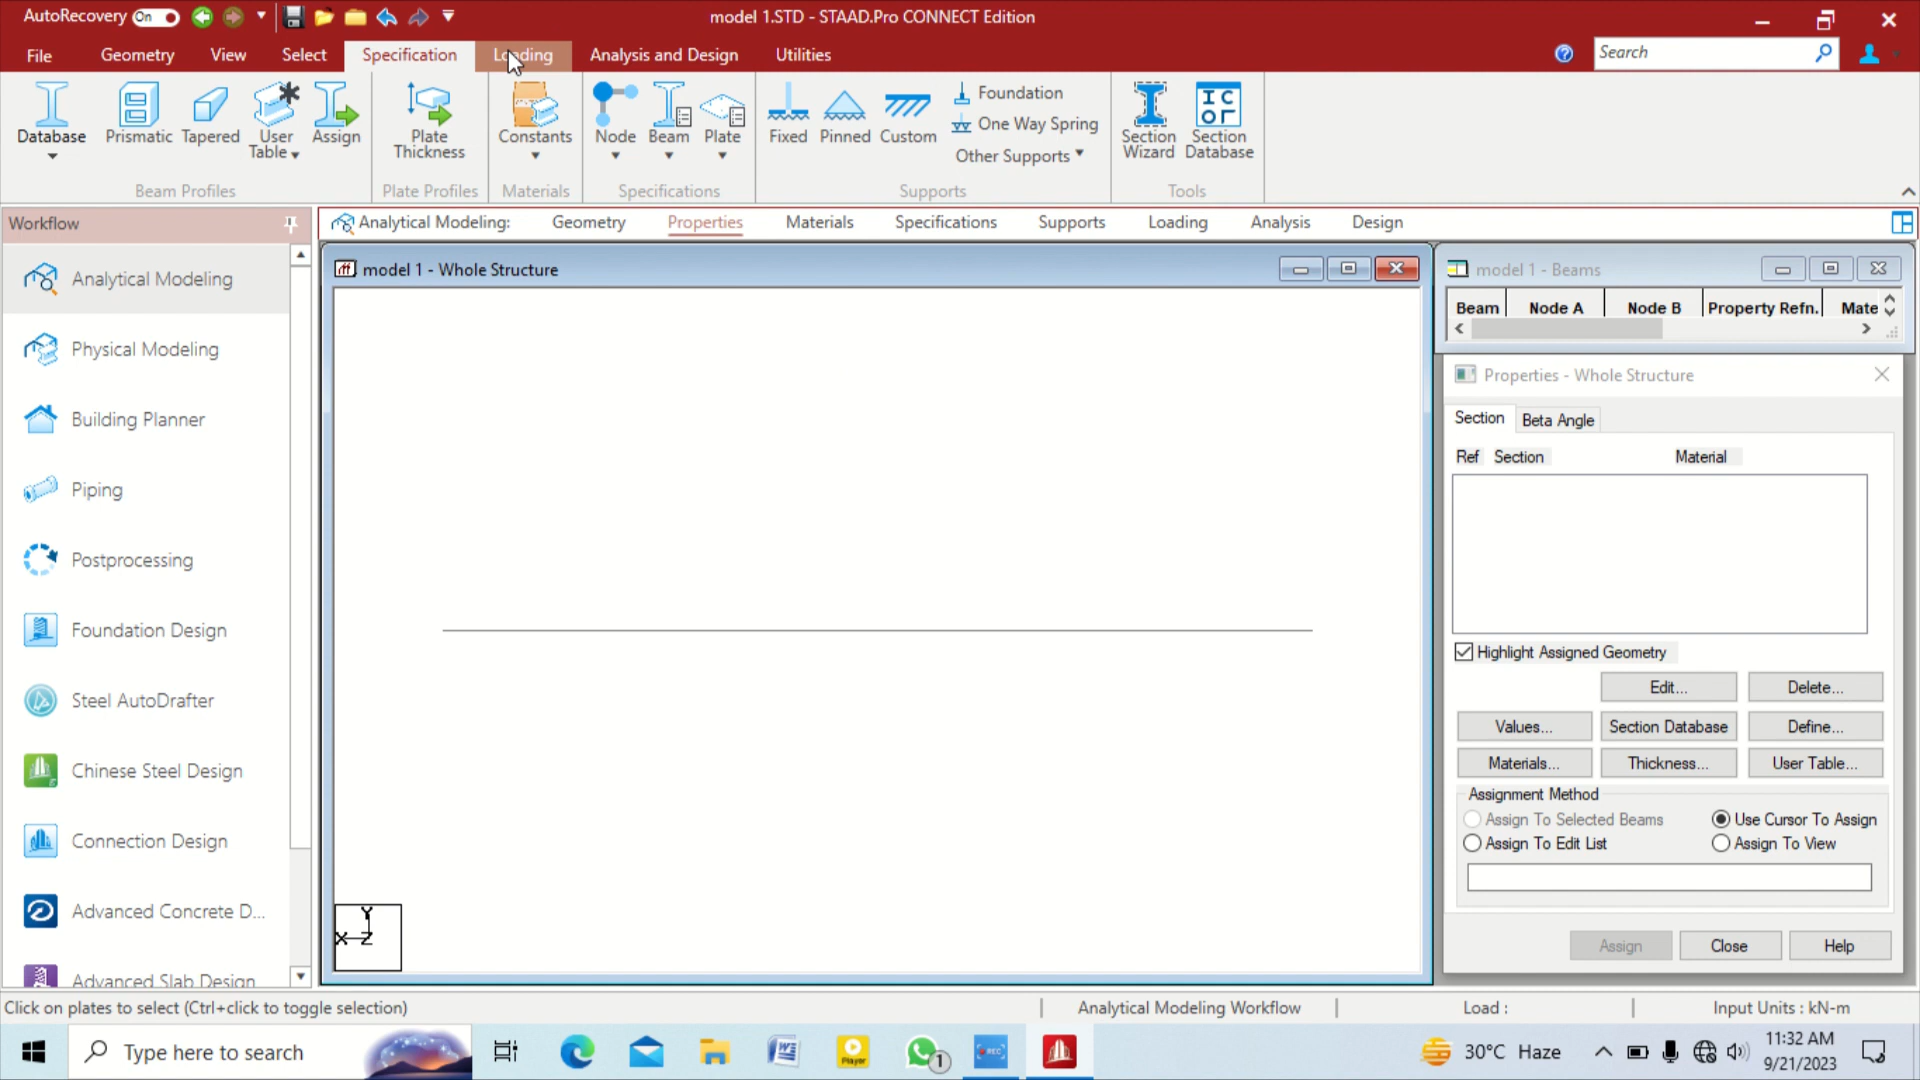 AutoRecovery On
model 1.STD - STAAD.Pro CONNECT Edition
File Geometry View Select Specification Loading Analysis and Design Utilities
Search
Database Prismatic Tapered User Table Assign
Beam Profiles
Plate Thickness
Plate Profiles
Constants
Materials
Node Beam Plate
Specifications
Fixed Pinned Custom
Foundation
One Way Spring
Other Supports
Supports
Section Wizard Section Database
Tools
Workflow
Analytical Modeling: Geometry Properties Materials Specifications Supports Loading Analysis Design
Analytical Modeling
Physical Modeling
Building Planner
Piping
Postprocessing
Foundation Design
Steel AutoDrafter
Chinese Steel Design
Connection Design
Advanced Concrete D...
Advanced Slab Design
model 1 - Whole Structure
Y
X Z
model 1 - Beams
Beam Node A Node B Property Refn. Mate
Properties - Whole Structure
Section Beta Angle
Ref Section Material
Highlight Assigned Geometry
Edit... Delete...
Values... Section Database Define...
Materials... Thickness... User Table...
Assignment Method
Assign To Selected Beams Use Cursor To Assign
Assign To Edit List Assign To View
Assign Close Help
Click on plates to select (Ctrl+click to toggle selection)
Analytical Modeling Workflow
Load :
Input Units : kN-m
Type here to search
Player
1
REC
30°C Haze
11:32 AM
9/21/2023